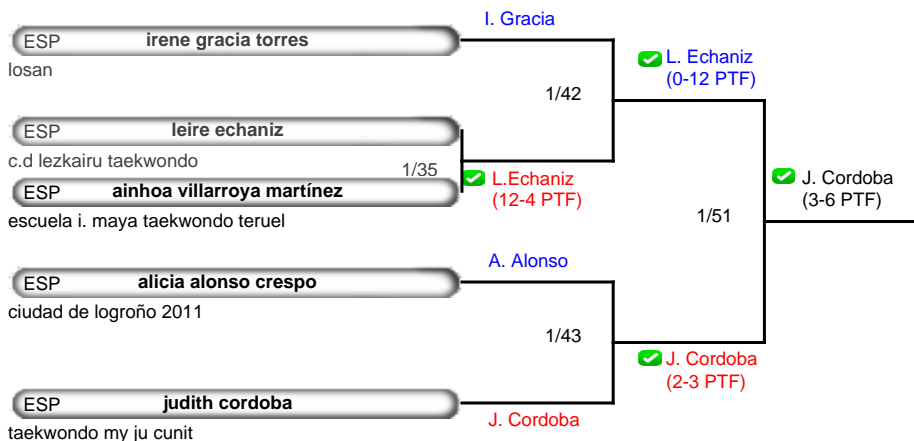 I. Gracia
ESP irene gracia torres
losan
L. Echaniz
(0-12 PTF)
1/42
ESP leire echaniz
c.d lezkairu taekwondo
1/35
L.Echaniz
(12-4 PTF)
ESP ainhoa villarroya martínez
escuela i. maya taekwondo teruel
J. Cordoba
(3-6 PTF)
1/51
A. Alonso
ESP alicia alonso crespo
ciudad de logroño 2011
1/43
J. Cordoba
(2-3 PTF)
ESP judith cordoba
J. Cordoba
taekwondo my ju cunit